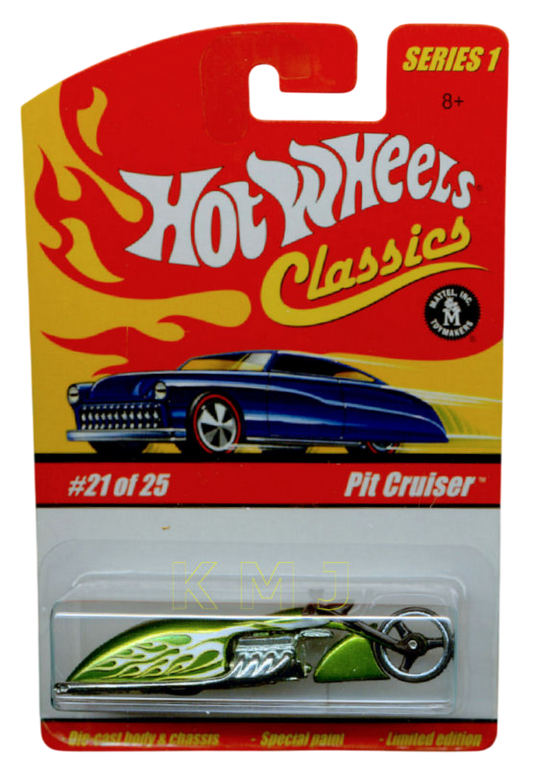 SERIES 1
8+
HOT WHEELS
Classics
MATTEL, INC.
M
TOYMAKERS
#21 of 25
Pit Cruiser™
KMJ
Die-cast body & chassis - Special paint - Limited edition